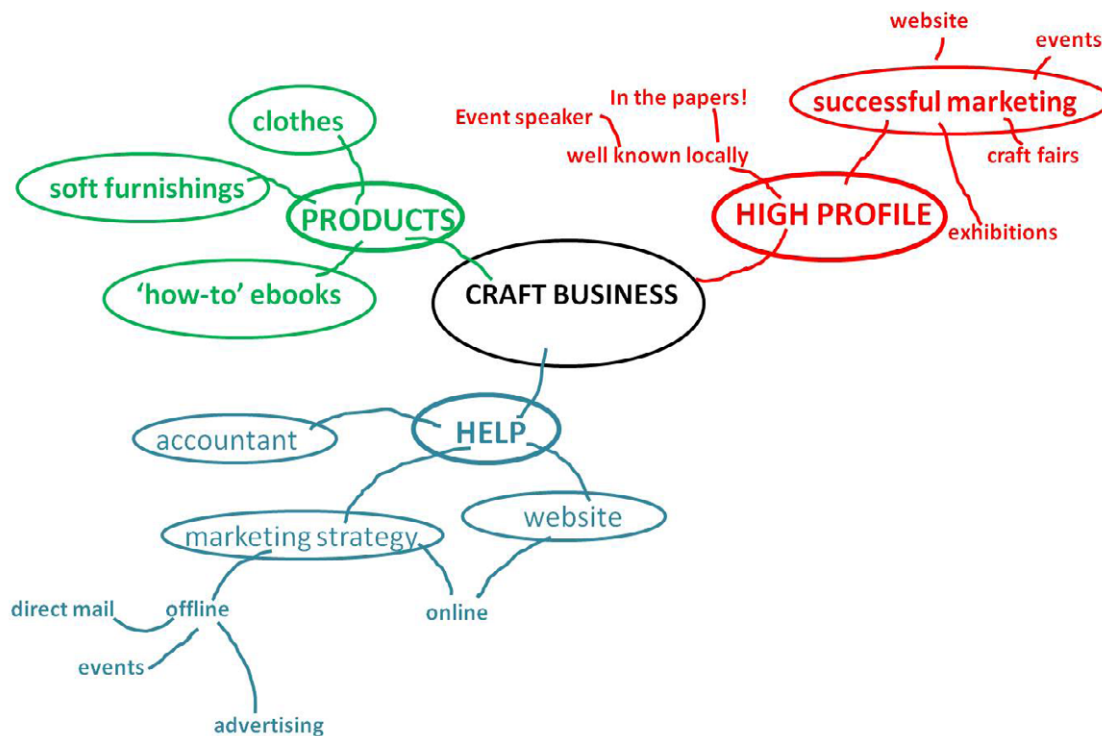 website
events
successful marketing
craft fairs
exhibitions
In the papers!
Event speaker
well known locally
HIGH PROFILE
clothes
soft furnishings
PRODUCTS
‘how-to’ ebooks
CRAFT BUSINESS
HELP
accountant
website
marketing strategy
online
direct mail
offline
events
advertising